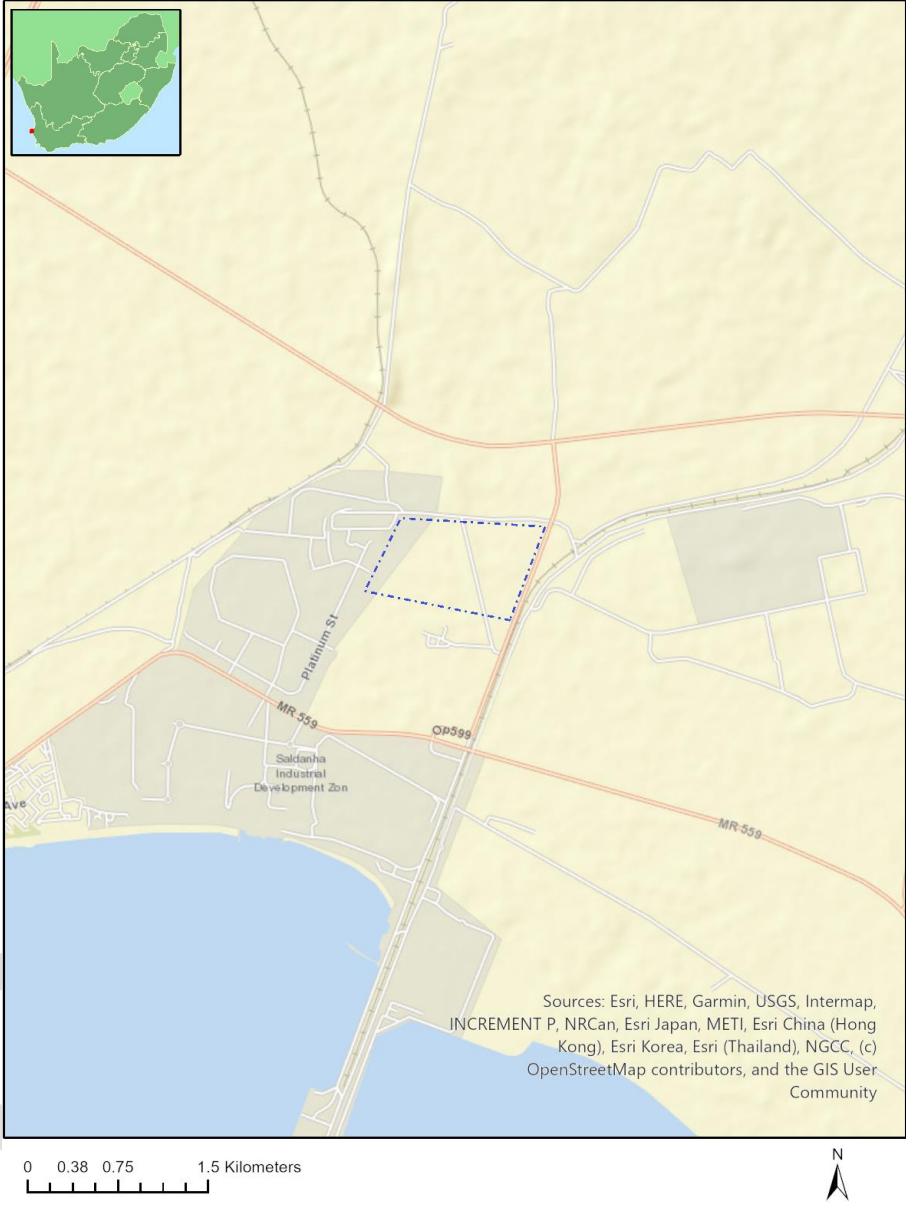 Platinum St
MR 559
Op599
Saldanha
Industrial
Development Zon
Ave
MR 559
Sources: Esri, HERE, Garmin, USGS, Intermap,
INCREMENT P, NRCan, Esri Japan, METI, Esri China (Hong
Kong), Esri Korea, Esri (Thailand), NGCC, (c)
OpenStreetMap contributors, and the GIS User
Community
0 0.38 0.75 1.5 Kilometers
N